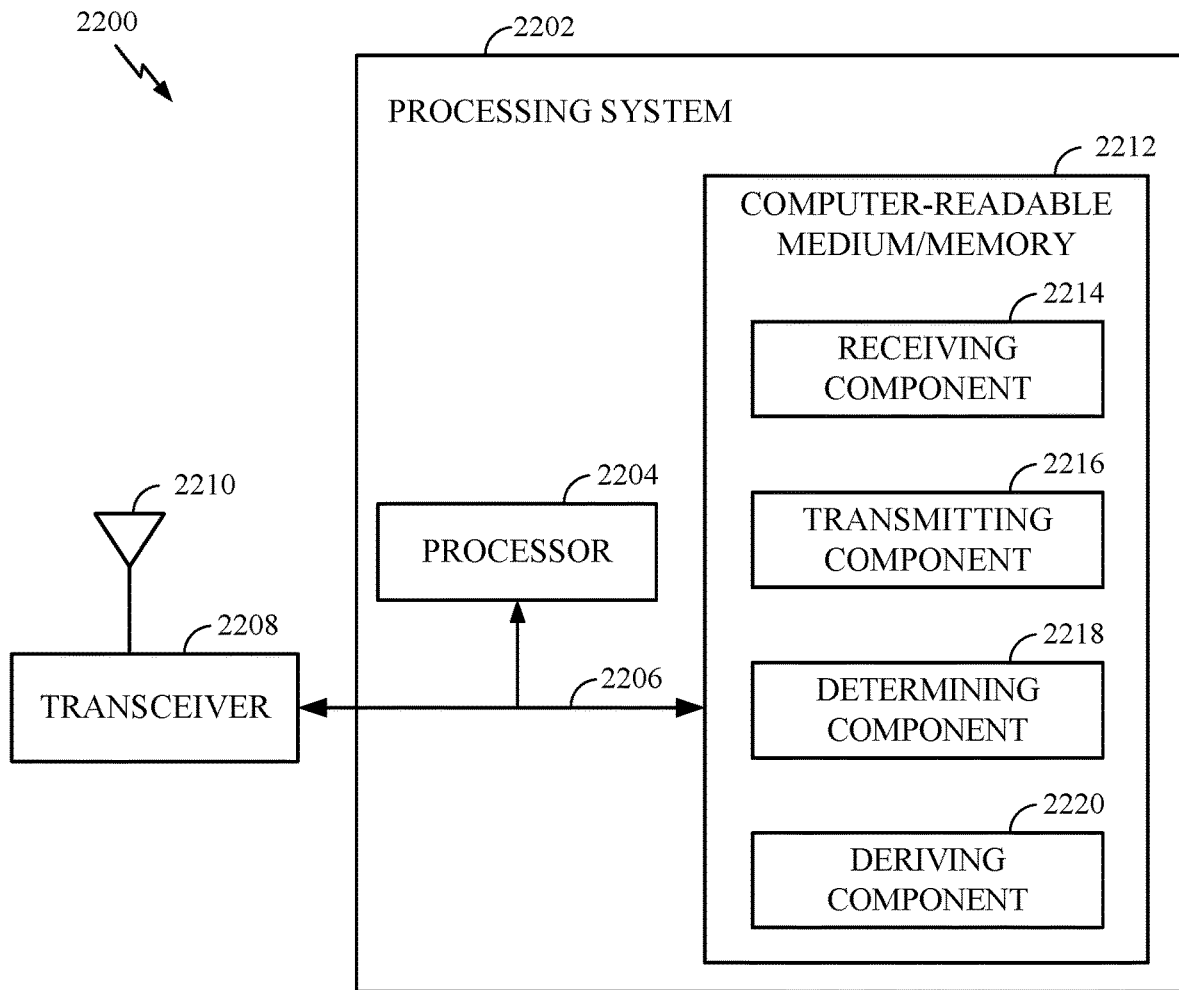 2200
2202
PROCESSING SYSTEM
2212
COMPUTER-READABLE
MEDIUM/MEMORY
2214
RECEIVING
COMPONENT
2204
PROCESSOR
2216
TRANSMITTING
COMPONENT
2210
2208
TRANSCEIVER
2206
2218
DETERMINING
COMPONENT
2220
DERIVING
COMPONENT